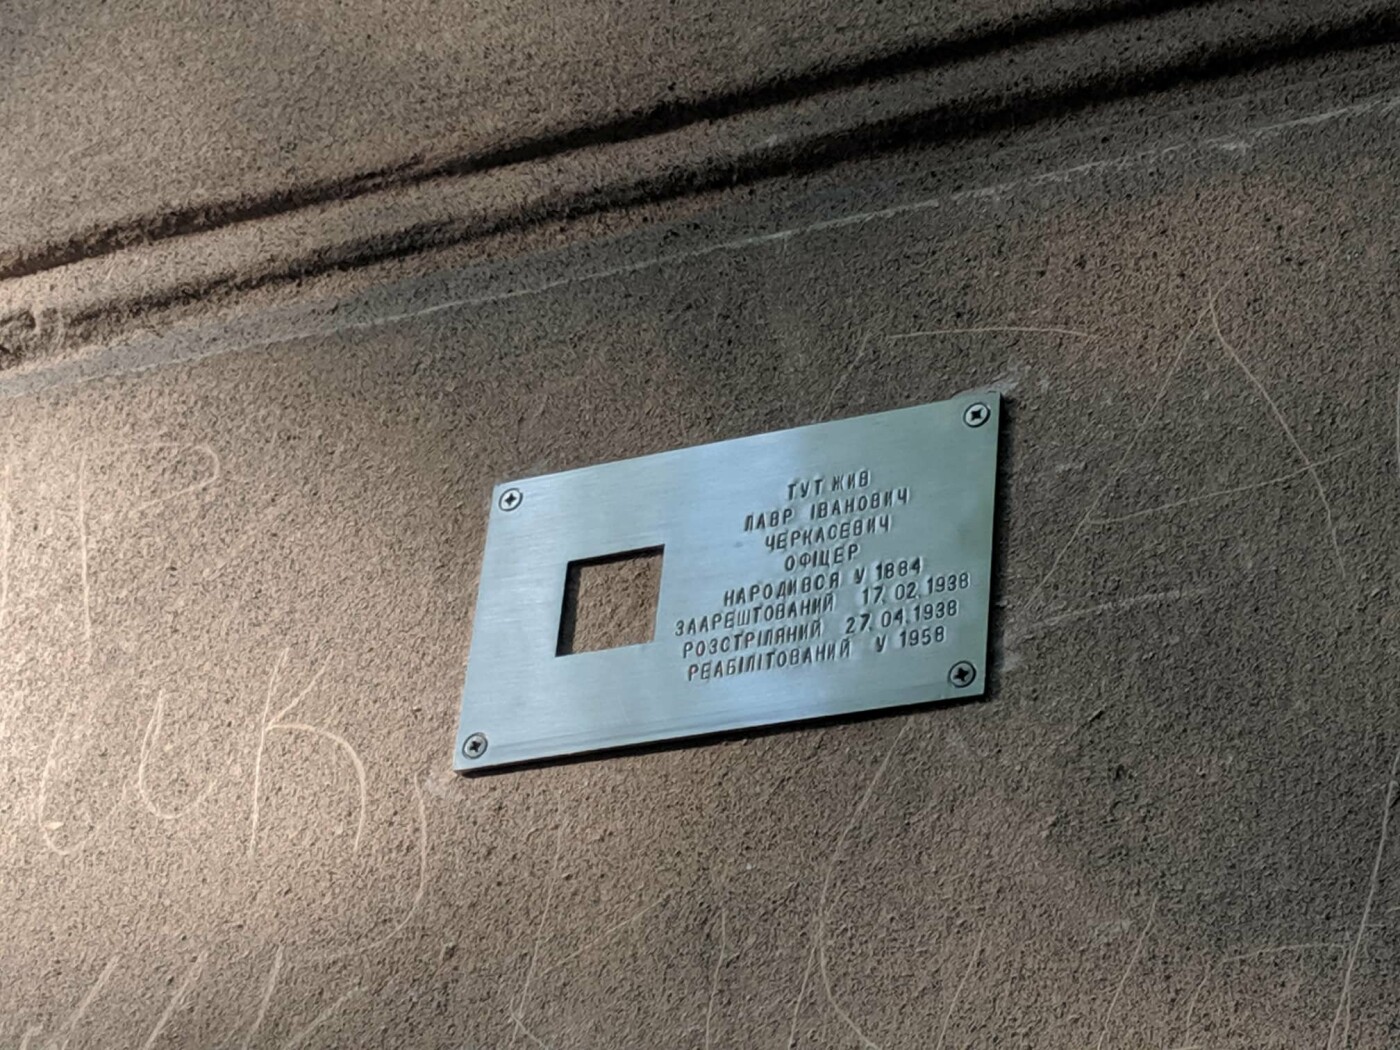 ТУТ ЖИВ
ЛАВР ІВАНОВИЧ
ЧЕРКАСЕВИЧ
ОФІЦЕР
НАРОДИВСЯ У 1884
ЗААРЕШТОВАНИЙ 17.02.1938
РОЗСТРІЛЯНИЙ 27.04.1938
РЕАБІЛІТОВАНИЙ У 1958